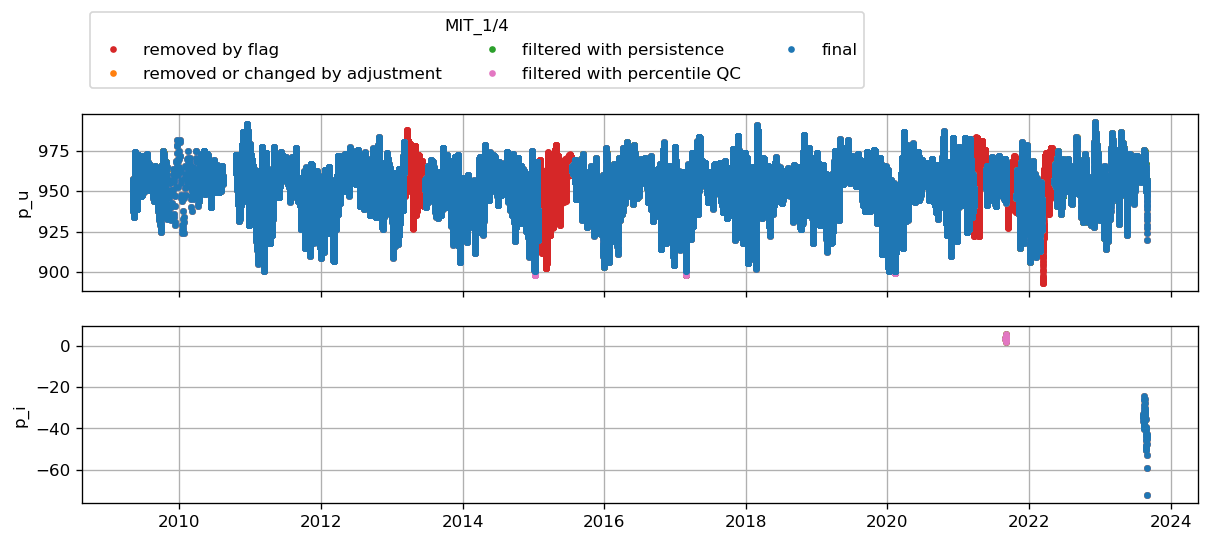 MIT_1/4
removed by flag
filtered with persistence
final
removed or changed by adjustment
filtered with percentile QC
975
950
925
900
p_u
0
−20
−40
−60
p_i
2010
2012
2014
2016
2018
2020
2022
2024